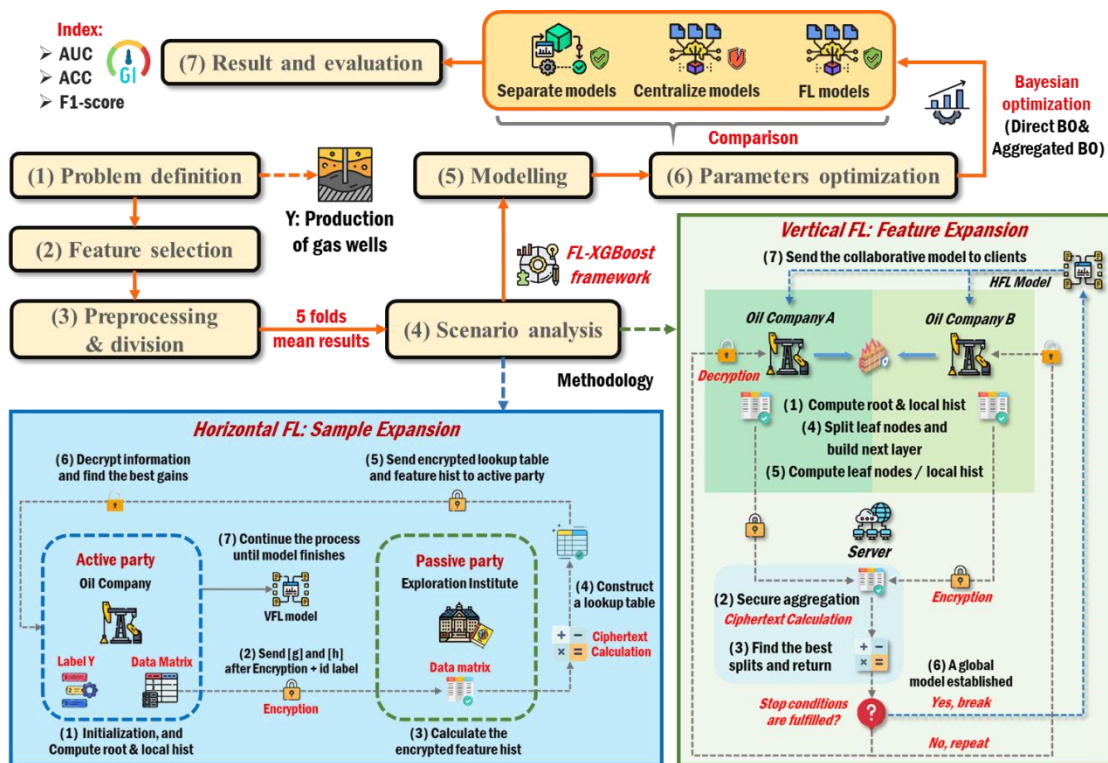 Index:
➢ AUC
➢ ACC
➢ F1-score
GI
(7) Result and evaluation
Separate models
Centralize models
FL models
Bayesian
optimization
(Direct BO&
Aggregated BO)
Comparison
(1) Problem definition
Y: Production
of gas wells
(5) Modelling
(6) Parameters optimization
(2) Feature selection
FL-XGBoost
framework
(3) Preprocessing
& division
5 folds
mean results
(4) Scenario analysis
Methodology
Vertical FL: Feature Expansion
(7) Send the collaborative model to clients
HFL Model
Oil Company A
Oil Company B
Decryption
(1) Compute root & local hist
(4) Split leaf nodes and
build next layer
(5) Compute leaf nodes / local hist
Server
Encryption
(2) Secure aggregation
Ciphertext Calculation
(3) Find the best
splits and return
(6) A global
model established
Stop conditions
are fulfilled?
?
Yes, break
No, repeat
Horizontal FL: Sample Expansion
(6) Decrypt information
and find the best gains
(5) Send encrypted lookup table
and feature hist to active party
Active party
Oil Company
(7) Continue the process
until model finishes
VFL model
Passive party
Exploration Institute
(4) Construct
a lookup table
Label Y
Data Matrix
(2) Send [g] and [h]
after Encryption + id label
Encryption
Data matrix
Ciphertext
Calculation
(1) Initialization, and
Compute root & local hist
(3) Calculate the
encrypted feature hist